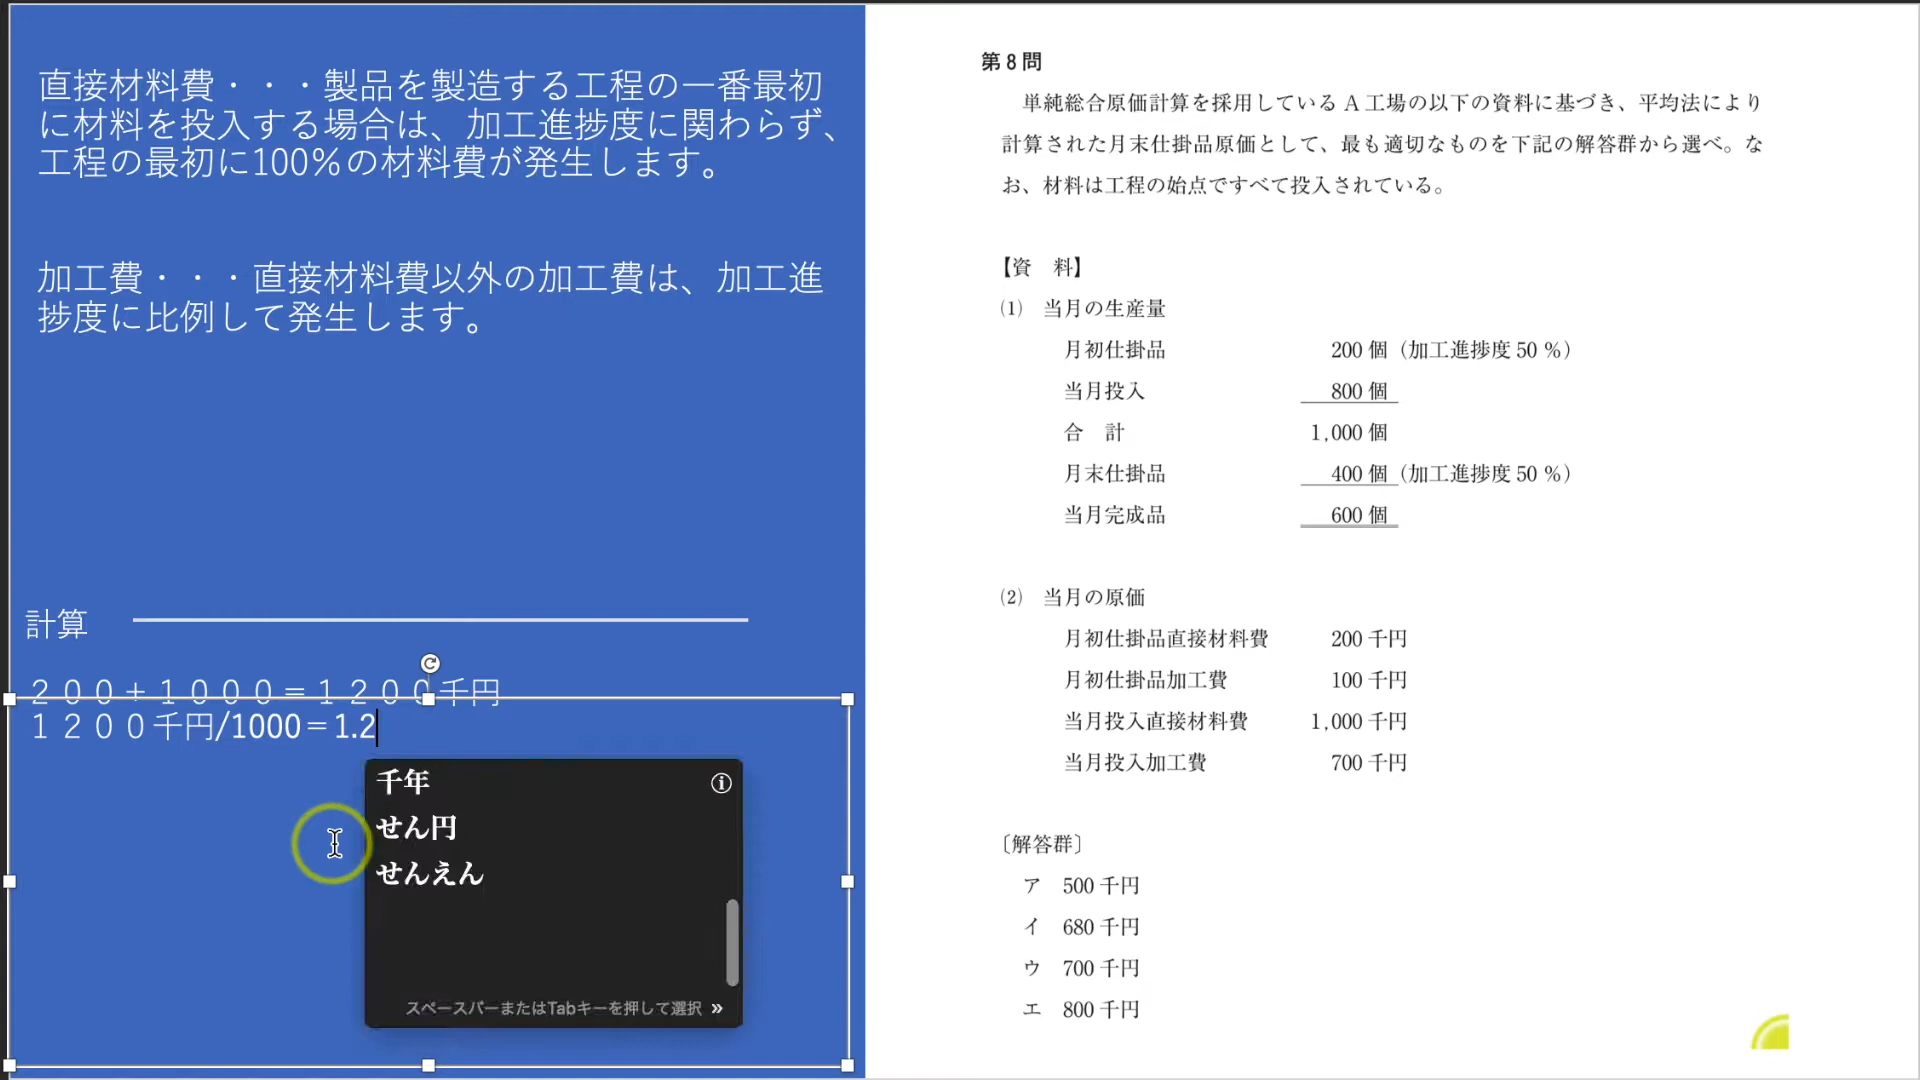 直接材料費・・・製品を製造する工程の一番最初
に材料を投入する場合は、加工進捗度に関わらず、
工程の最初に100％の材料費が発生します。
加工費・・・直接材料費以外の加工費は、加工進
捗度に比例して発生します。
計算
２００＋１０００＝１２００千円
１２００千円/1000＝1.2
千年
せん円
せんえん
スペースバーまたはTabキーを押して選択 »
第 8 問
単純総合原価計算を採用している A 工場の以下の資料に基づき、平均法により
計算された月末仕掛品原価として、最も適切なものを下記の解答群から選べ。な
お、材料は工程の始点ですべて投入されている。
【資　料】
(1)　当月の生産量
月初仕掛品　200 個（加工進捗度 50 %）
当月投入　800 個
合　計　1,000 個
月末仕掛品　400 個（加工進捗度 50 %）
当月完成品　600 個
(2)　当月の原価
月初仕掛品直接材料費　200 千円
月初仕掛品加工費　100 千円
当月投入直接材料費　1,000 千円
当月投入加工費　700 千円
〔解答群〕
ア　500 千円
イ　680 千円
ウ　700 千円
エ　800 千円